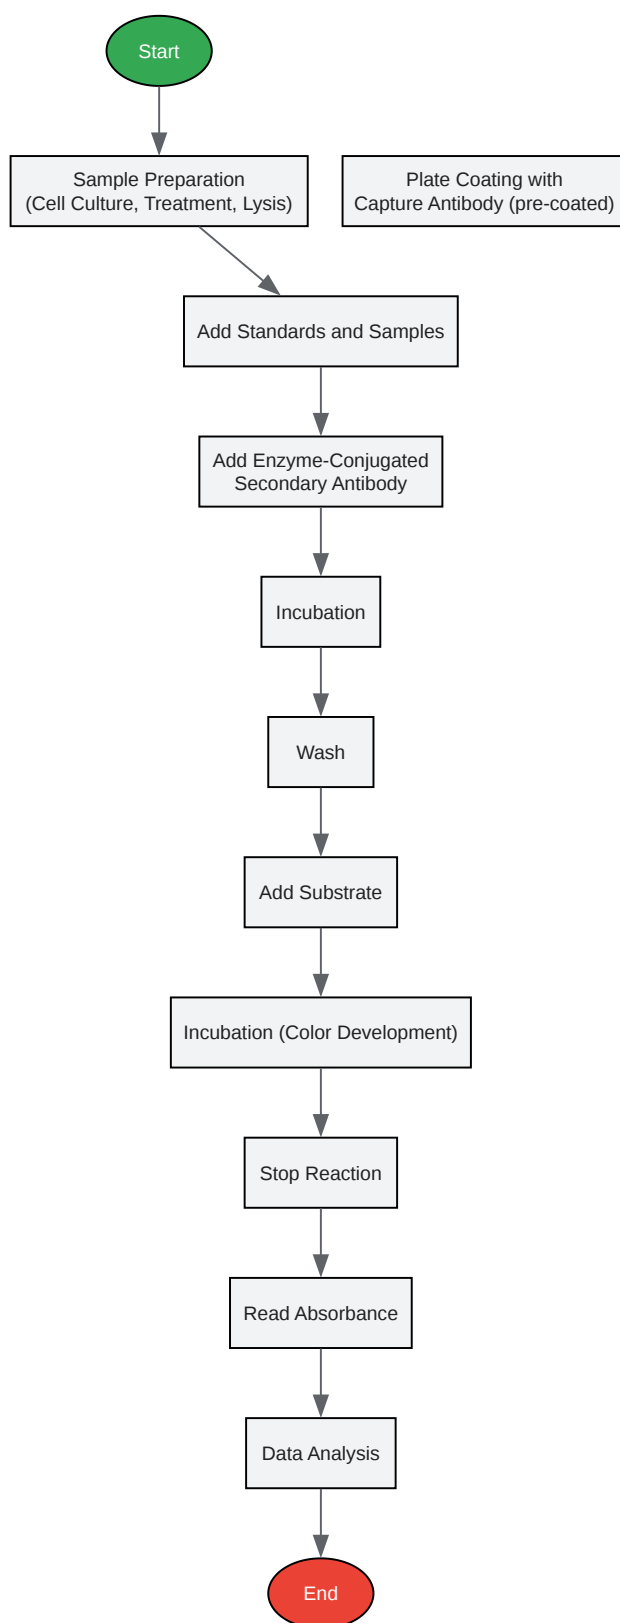 Start
Sample Preparation
(Cell Culture, Treatment, Lysis)
Plate Coating with
Capture Antibody (pre-coated)
Add Standards and Samples
Add Enzyme-Conjugated
Secondary Antibody
Incubation
Wash
Add Substrate
Incubation (Color Development)
Stop Reaction
Read Absorbance
Data Analysis
End